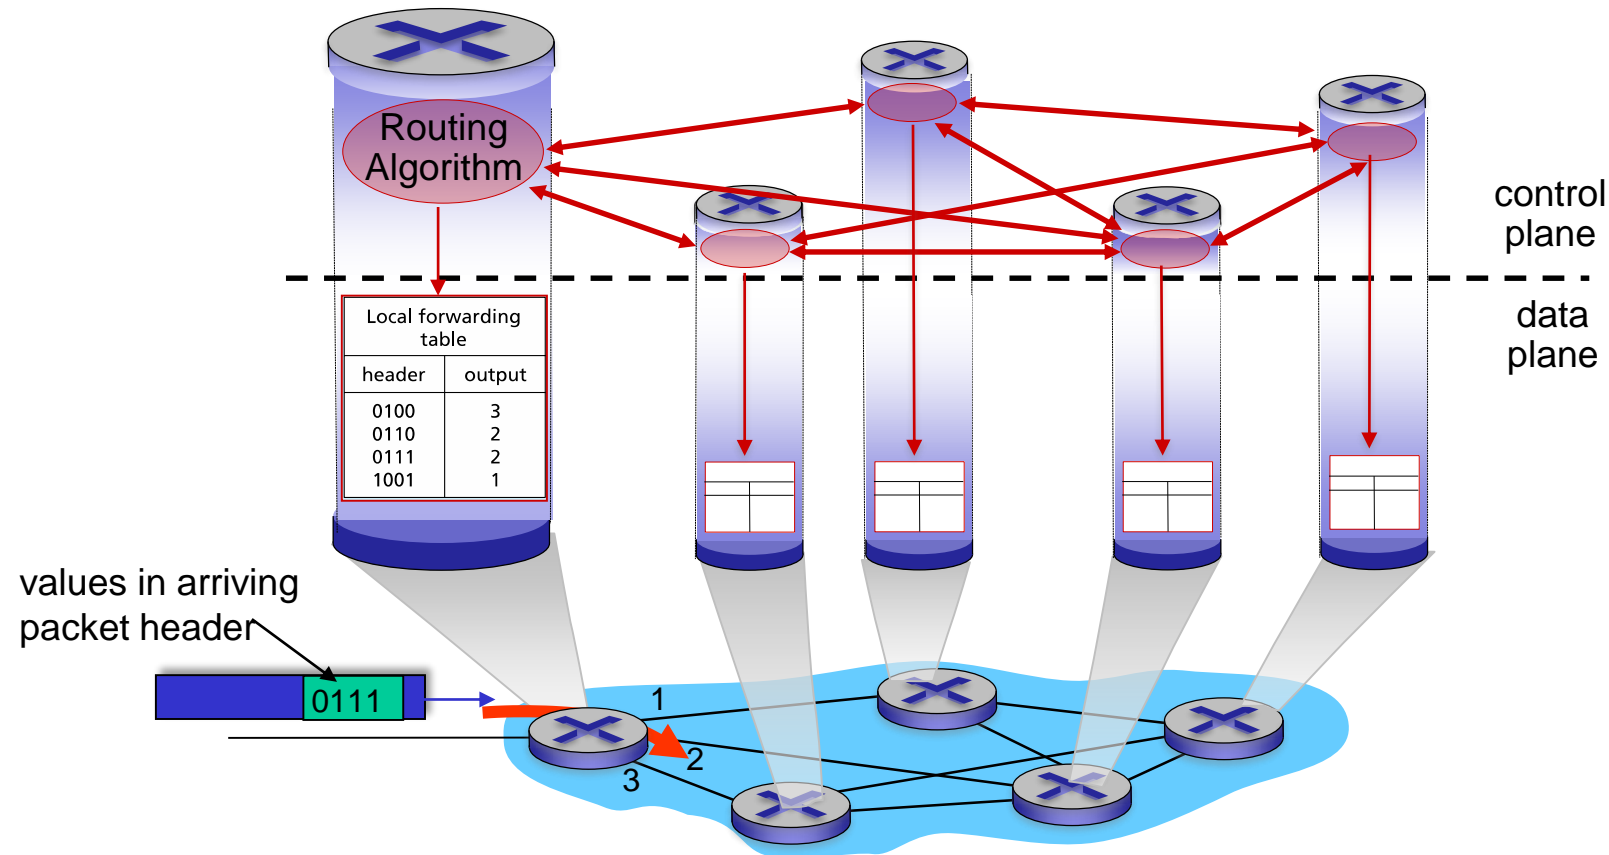 Routing
Algorithm
control
plane
data
plane
Local forwarding
table
header output
0100 3
0110 2
0111 2
1001 1
values in arriving
packet header
0111
1
2
3